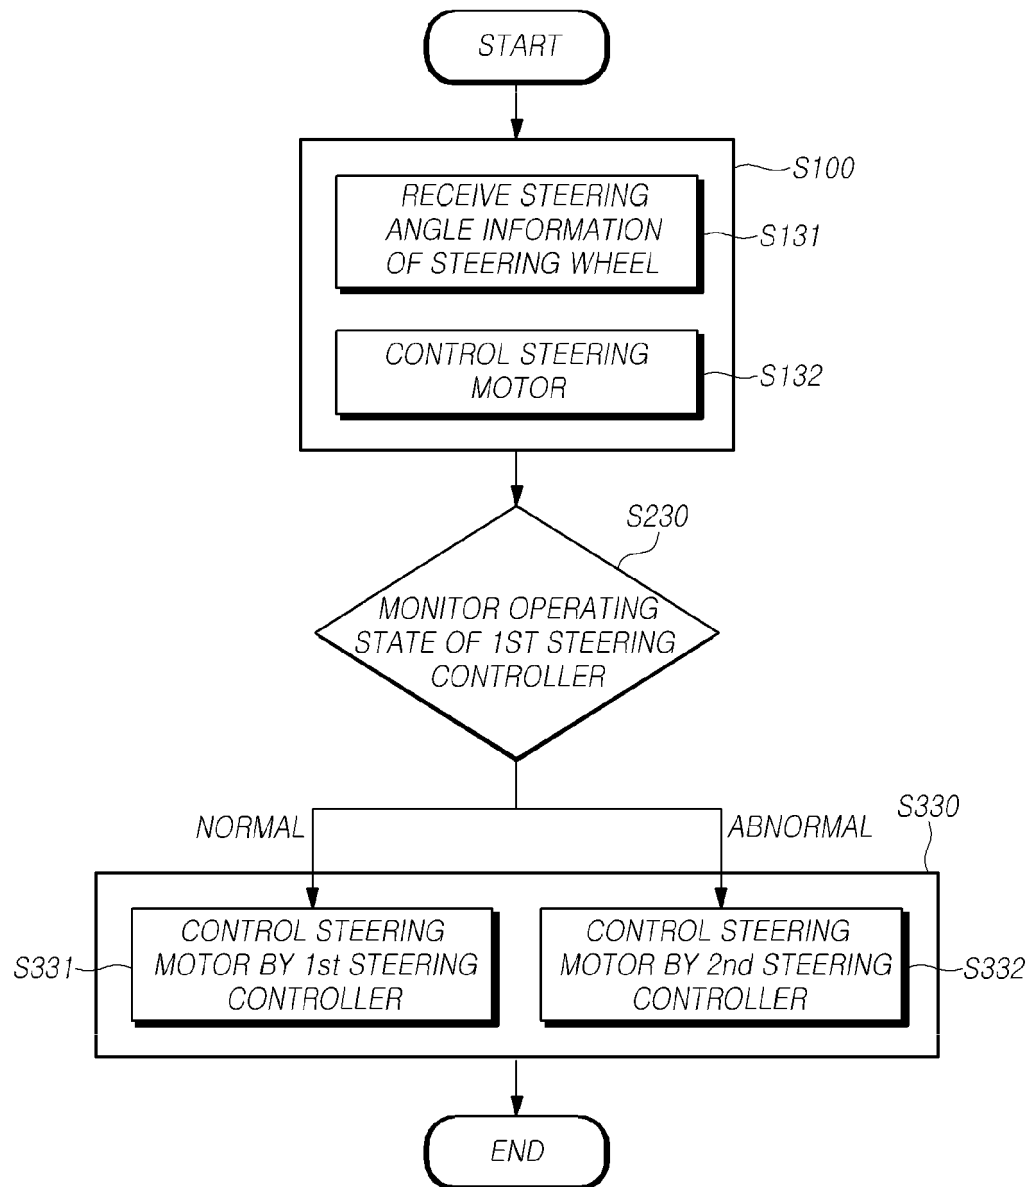 START
S100
RECEIVE STEERING
ANGLE INFORMATION
OF STEERING WHEEL
S131
CONTROL STEERING
MOTOR
S132
S230
MONITOR OPERATING
STATE OF 1ST STEERING
CONTROLLER
NORMAL
ABNORMAL
S330
CONTROL STEERING
MOTOR BY 1st STEERING
CONTROLLER
S331
CONTROL STEERING
MOTOR BY 2nd STEERING
CONTROLLER
S332
END